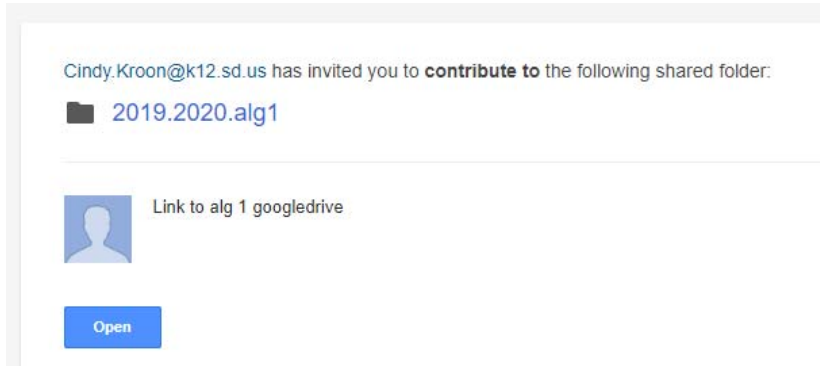 Cindy.Kroon@k12.sd.us has invited you to contribute to the following shared folder:
2019.2020.alg1
Link to alg 1 googledrive
Open